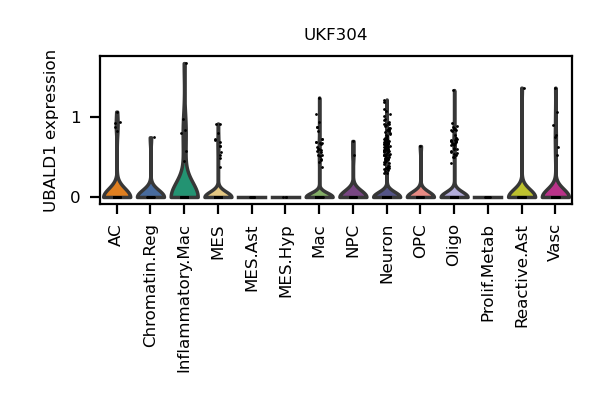 UKF304
UBALD1 expression
1
0
AC
Chromatin.Reg
Inflammatory.Mac
MES
MES.Ast
MES.Hyp
Mac
NPC
Neuron
OPC
Oligo
Prolif.Metab
Reactive.Ast
Vasc